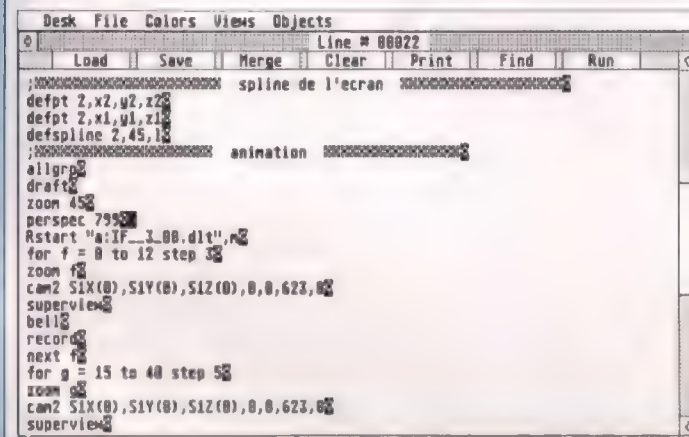 Desk File Colors Views Objects
Line # 00022
Load Save Merge Clear Print Find Run
; spline de l'ecran
defpt 2,x2,y2,z2
defpt 2,x1,y1,z1
defspline 2,45,1
; animation
allgrp
draft
zoom 45
perspec 799
Rstart "a:IF__3_00.dlt",m
for f = 0 to 12 step 3
zoom f
cam2 S1X(0),S1Y(0),S1Z(0),0,0,623,0
superview
bell
record
next f
for g = 15 to 40 step 5
zoom g
cam2 S1X(0),S1Y(0),S1Z(0),0,0,623,0
superview